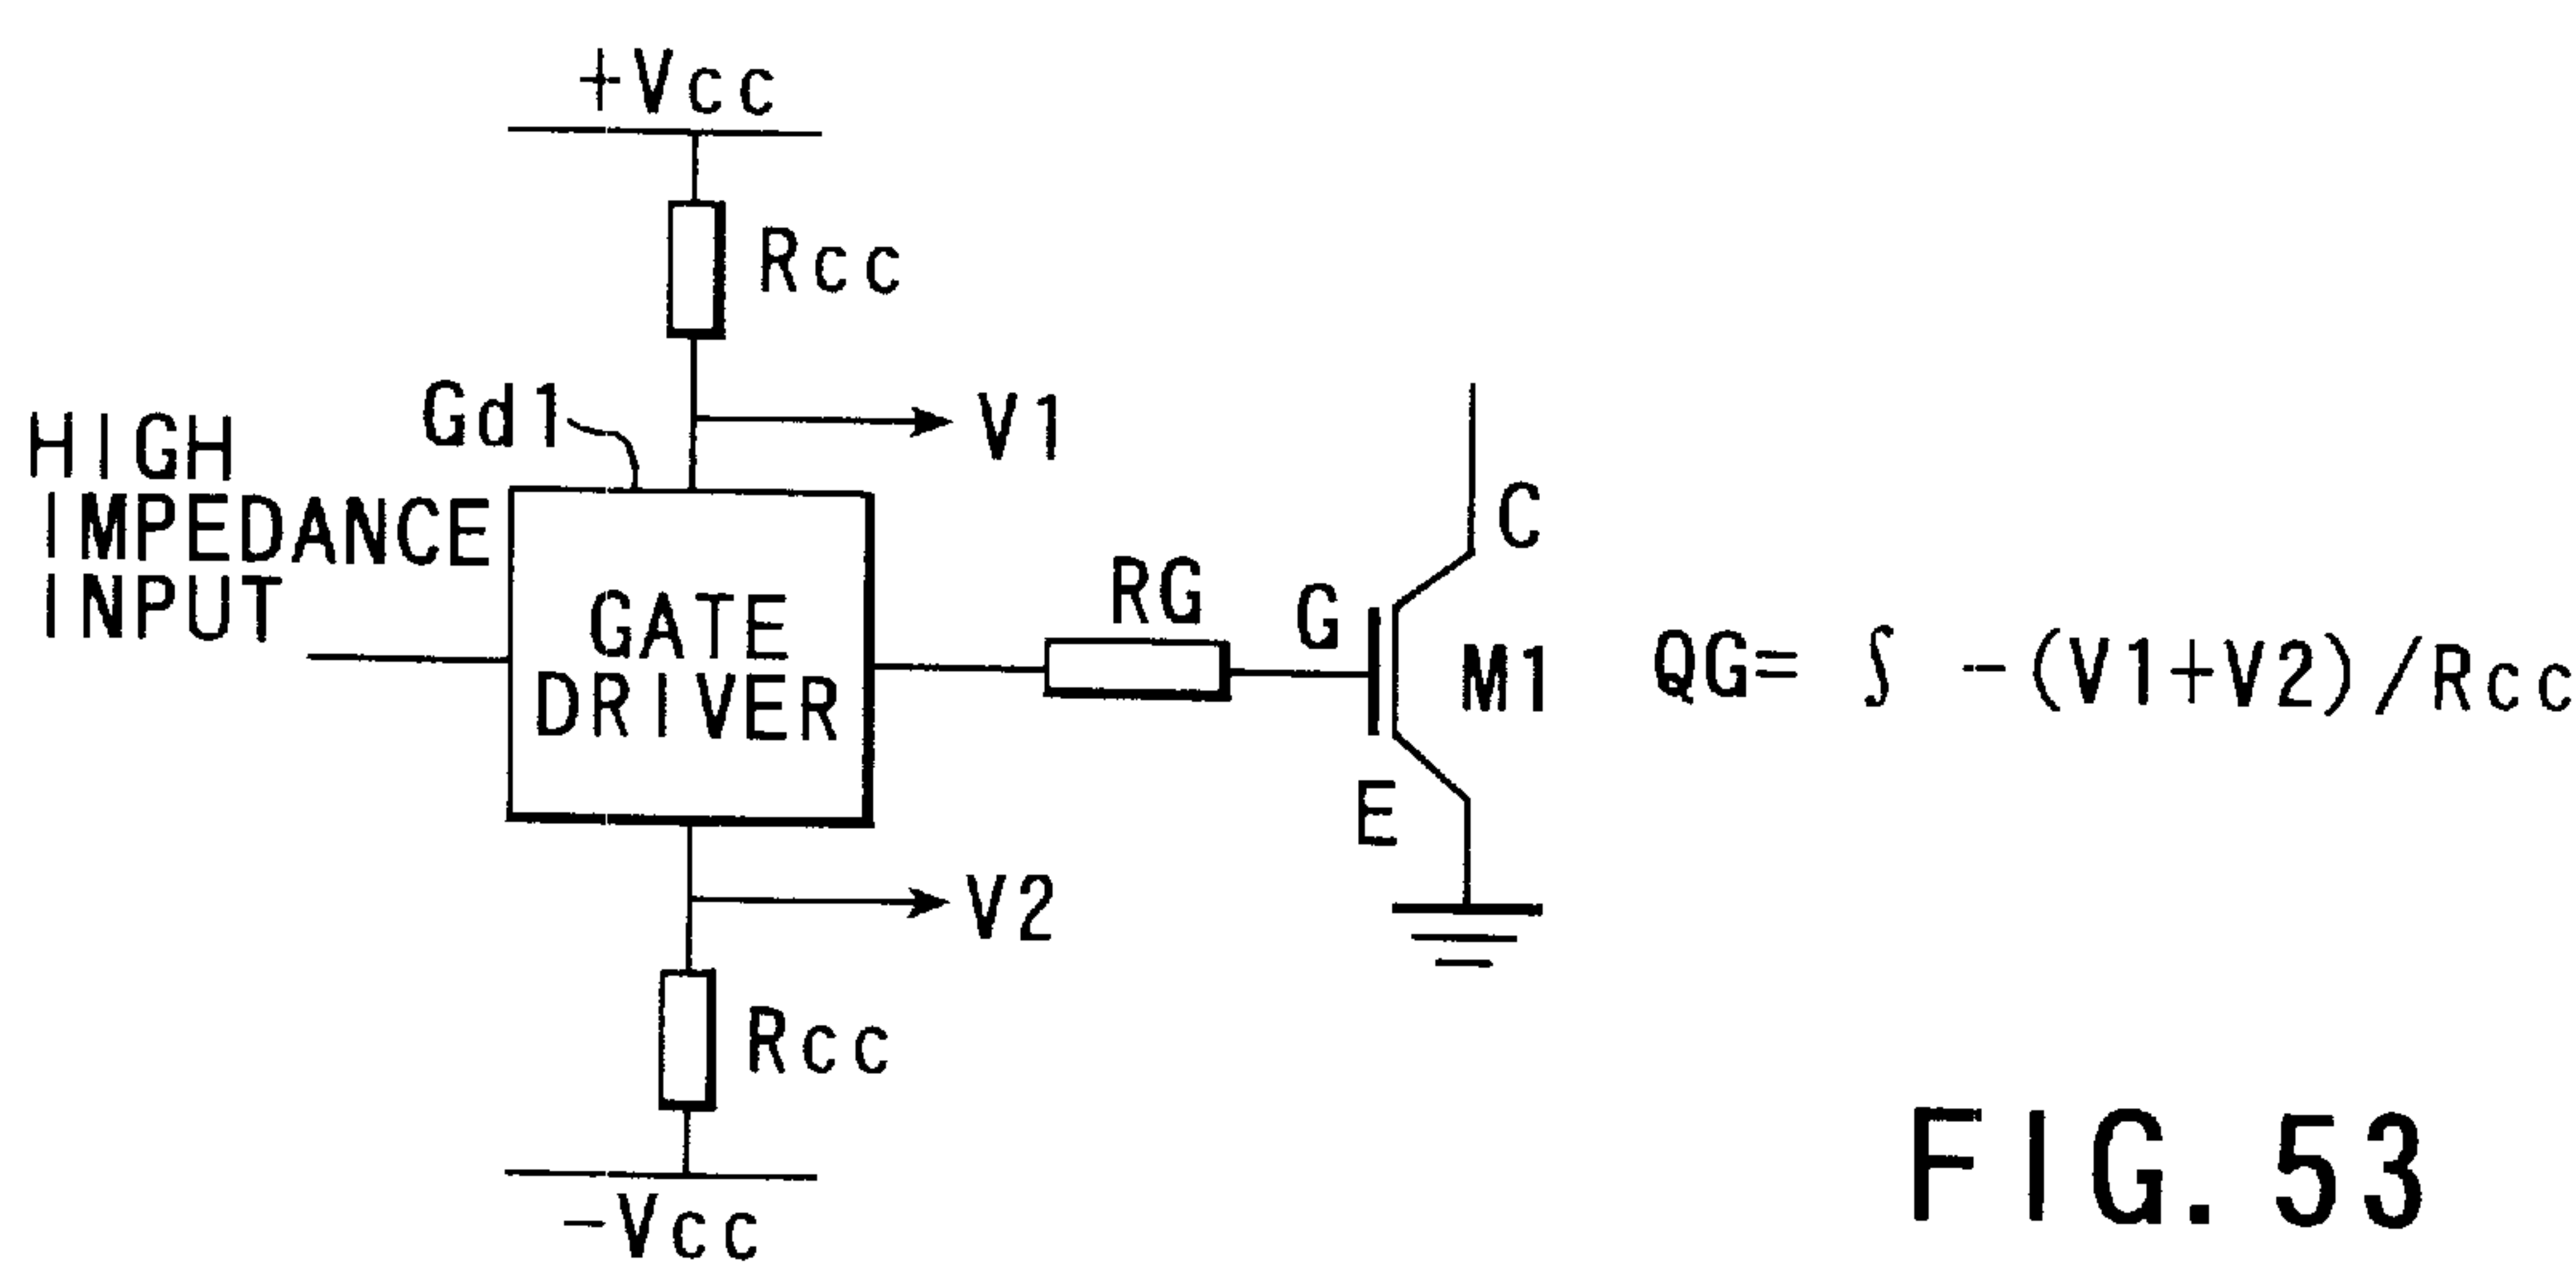 +Vcc
Rcc
Gd1
V1
HIGH
IMPEDANCE
INPUT
GATE
DRIVER
RG
G
C
M1
E
QG= ∫ -(V1+V2)/Rcc
V2
Rcc
-Vcc
FIG. 53